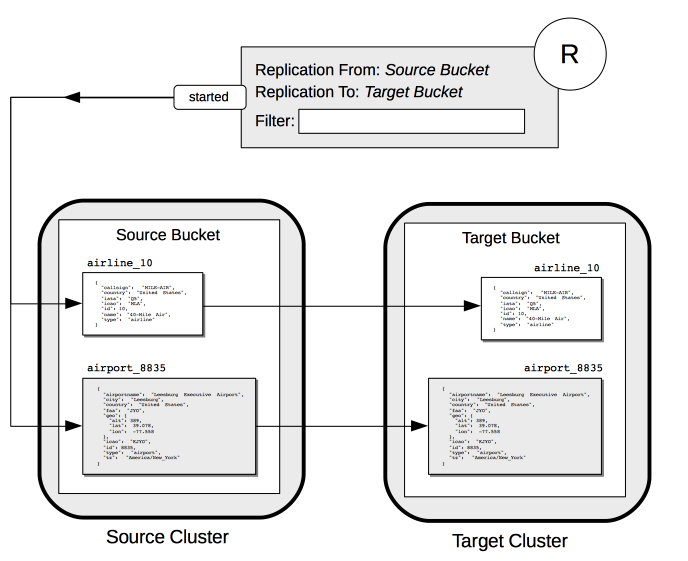 R
Replication From: Source Bucket
Replication To: Target Bucket
started
Filter:
Source Bucket
airline_10
{
"callsign": "MILE-AIR",
"country": "United States",
"iata": "Q5",
"icao": "MLA",
"id": 10,
"name": "40-Mile Air",
"type": "airline"
}
airport_8835
{
"airportname": "Leesburg Executive Airport",
"city": "Leesburg",
"country": "United States",
"faa": "JYO",
"geo": {
"alt": 389,
"lat": 39.078,
"lon": -77.558
},
"icao": "KJYO",
"id": 8835,
"type": "airport",
"tz": "America/New_York"
}
Source Cluster
Target Bucket
airline_10
{
"callsign": "MILE-AIR",
"country": "United States",
"iata": "Q5",
"icao": "MLA",
"id": 10,
"name": "40-Mile Air",
"type": "airline"
}
airport_8835
{
"airportname": "Leesburg Executive Airport",
"city": "Leesburg",
"country": "United States",
"faa": "JYO",
"geo": {
"alt": 389,
"lat": 39.078,
"lon": -77.558
},
"icao": "KJYO",
"id": 8835,
"type": "airport",
"tz": "America/New_York"
}
Target Cluster